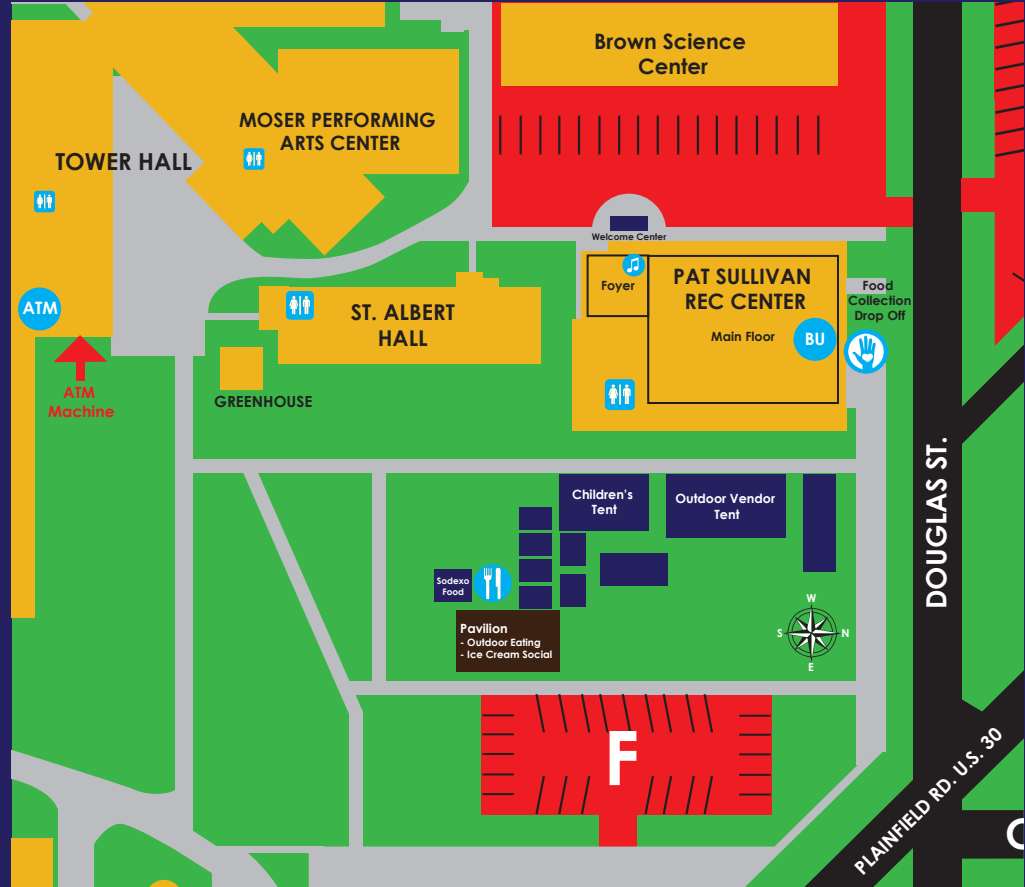 Brown Science
Center
MOSER PERFORMING
ARTS CENTER
TOWER HALL
Welcome Center
Foyer
PAT SULLIVAN
REC CENTER
Main Floor
BU
Food
Collection
Drop Off
ATM
ST. ALBERT
HALL
ATM
Machine
GREENHOUSE
Children's
Tent
Outdoor Vendor
Tent
DOUGLAS ST.
Sodexo
Food
Pavilion
- Outdoor Eating
- Ice Cream Social
W
S
N
E
F
PLAINFIELD RD. U.S. 30